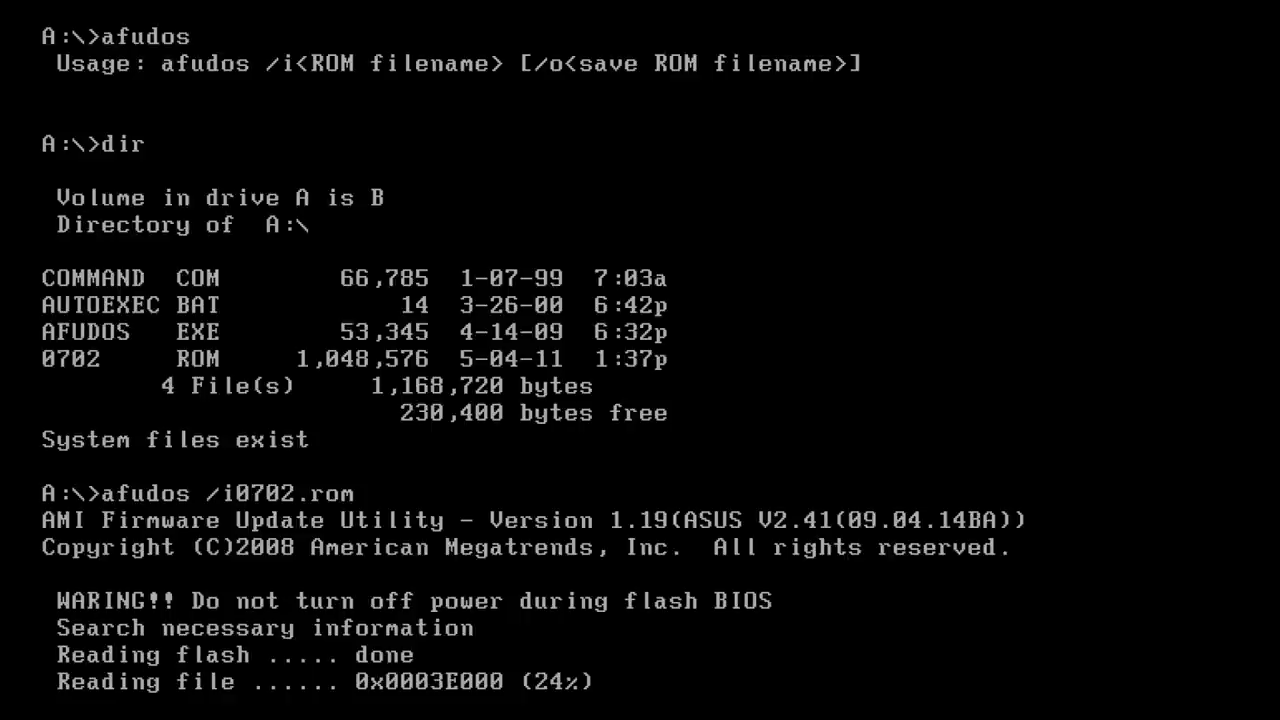 A:\>afudos
Usage: afudos /i<ROM filename> [/o<save ROM filename>]
A:\>dir
Volume in drive A is B
Directory of  A:\
COMMAND  COM        66,785  1-07-99  7:03a
AUTOEXEC BAT            14  3-26-00  6:42p
AFUDOS   EXE        53,345  4-14-09  6:32p
0702     ROM     1,048,576  5-04-11  1:37p
4 File(s)     1,168,720 bytes
230,400 bytes free
System files exist
A:\>afudos /i0702.rom
AMI Firmware Update Utility - Version 1.19(ASUS V2.41(09.04.14BA))
Copyright (C)2008 American Megatrends, Inc.  All rights reserved.
WARING!! Do not turn off power during flash BIOS
Search necessary information
Reading flash ..... done
Reading file ...... 0x0003E000 (24%)